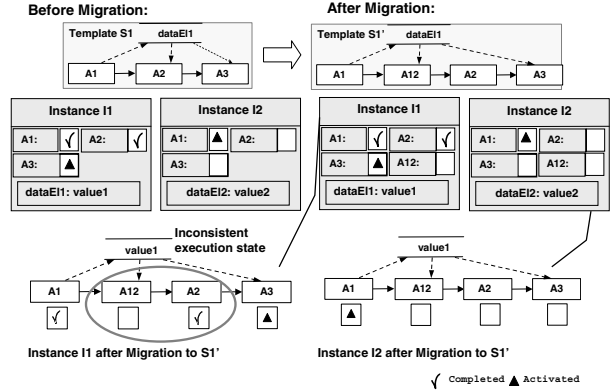 Before Migration:
Template S1
dataEl1
A1
A2
A3
After Migration:
Template S1'
dataEl1
A1
A12
A2
A3
Instance I1
A1:
A2:
A3:
dataEl1: value1
Instance I2
A1:
A2:
A3:
dataEl2: value2
Instance I1
A1:
A2:
A3:
A12:
dataEl1: value1
Instance I2
A1:
A2:
A3:
A12:
dataEl1: value2
Inconsistent
execution state
value1
A1
A12
A2
A3
Instance I1 after Migration to S1'
value1
A1
A12
A2
A3
Instance I2 after Migration to S1'
Completed
Activated